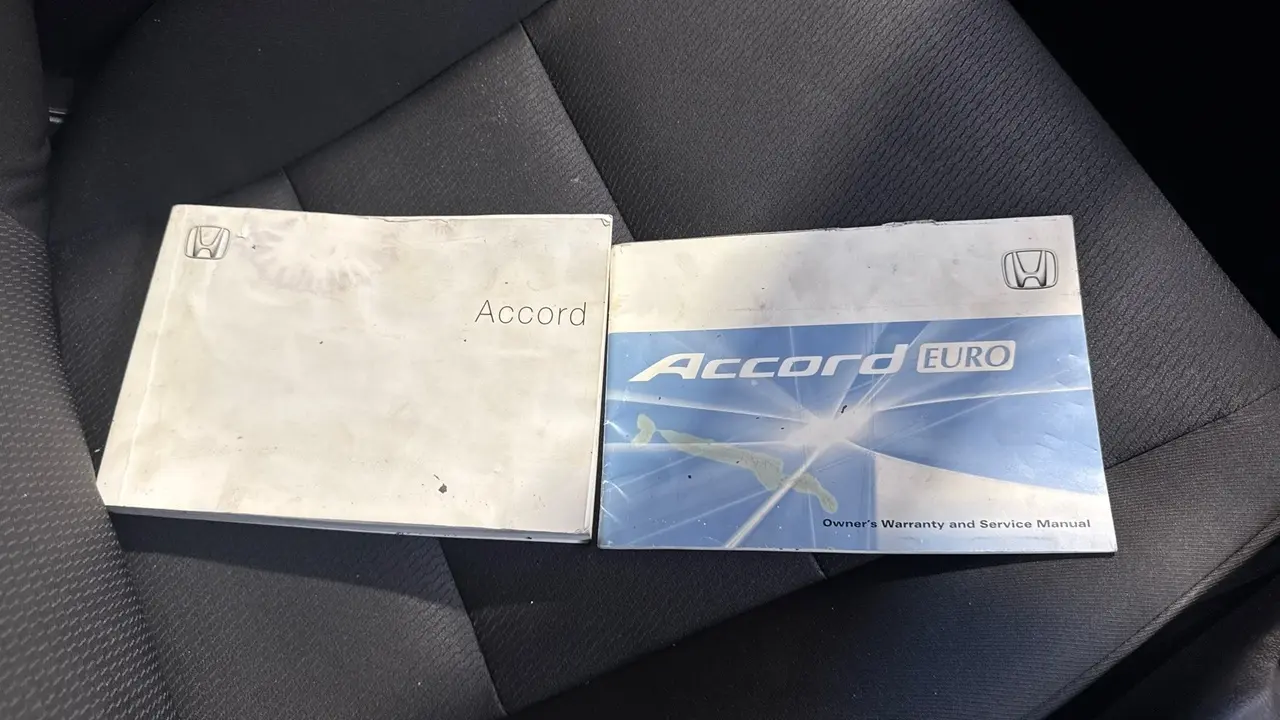 Accord
Accord EURO
Owner's Warranty and Service Manual